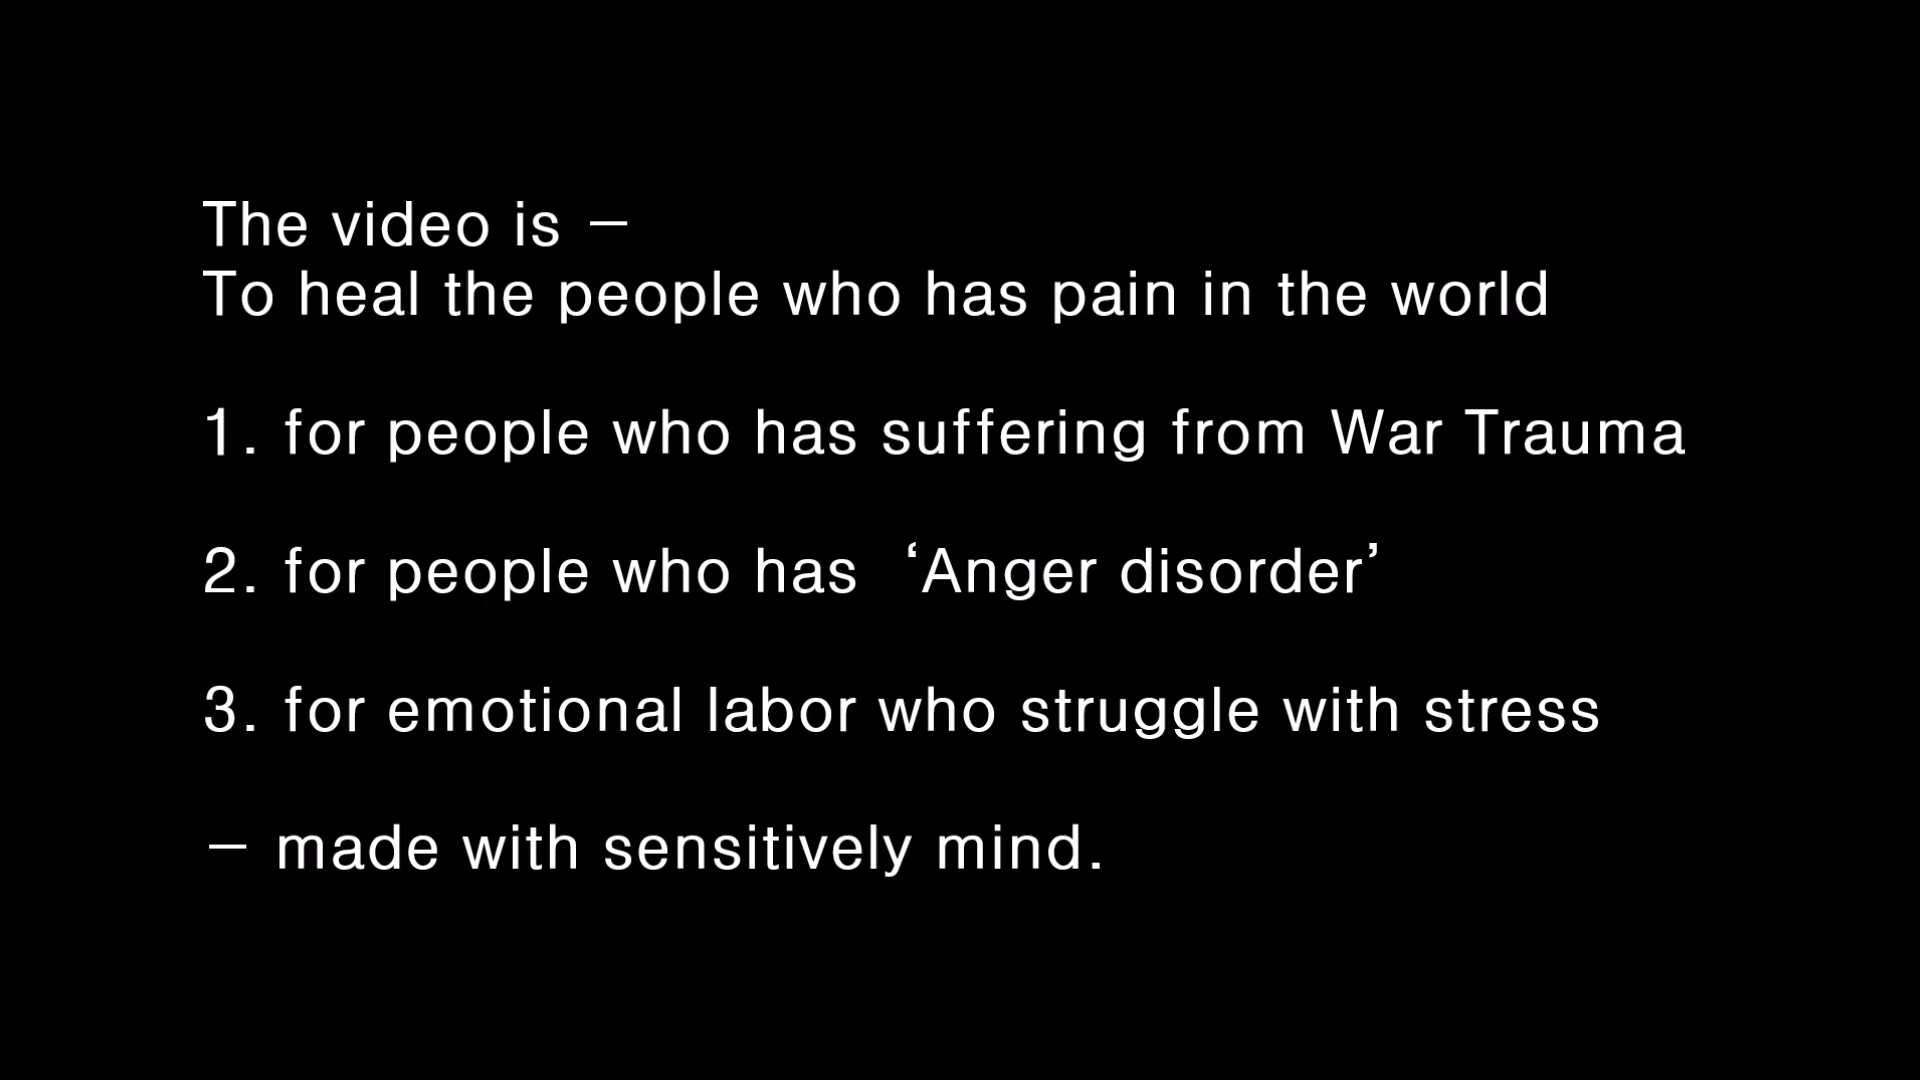 The video is –
To heal the people who has pain in the world
1. for people who has suffering from War Trauma
2. for people who has ‘Anger disorder’
3. for emotional labor who struggle with stress
– made with sensitively mind.